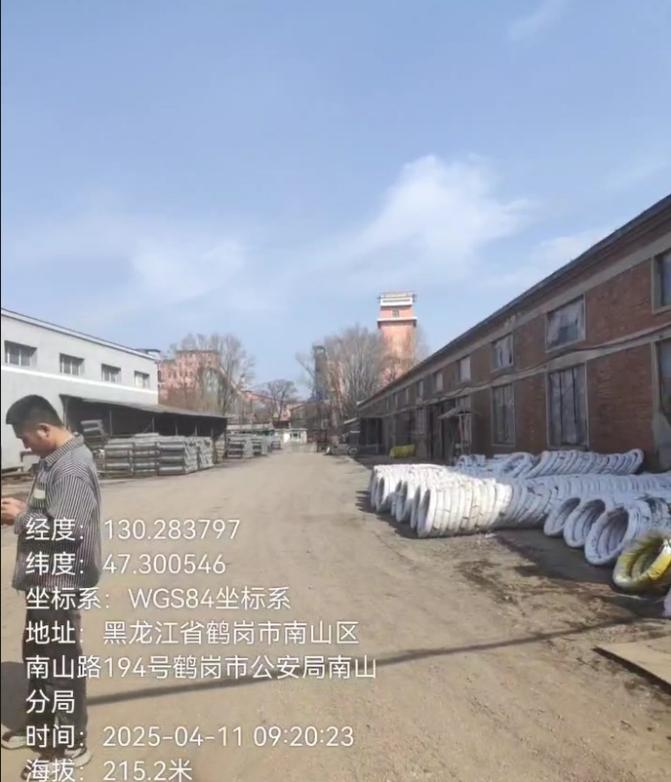 经度：130.283797
纬度：47.300546
坐标系：WGS84坐标系
地址：黑龙江省鹤岗市南山区
南山路194号鹤岗市公安局南山
分局
时间：2025-04-11 09:20:23
海拔：215.2米